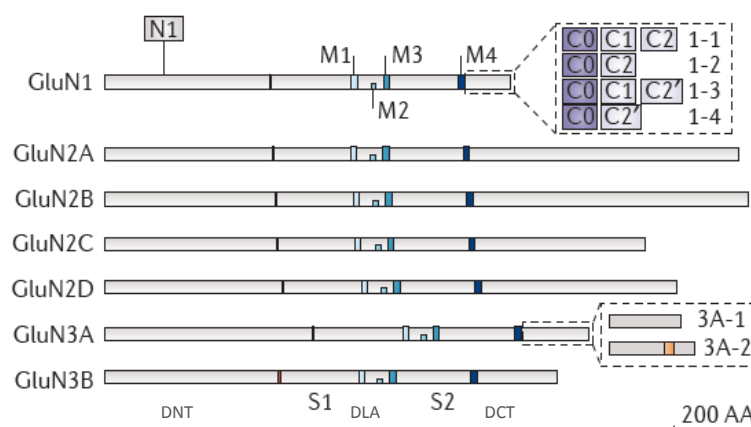 N1
M1 M3 M4
GluN1
M2
C0 C1 C2 1-1
C0 C2 1-2
C0 C1 C2′ 1-3
C0 C2′ 1-4
GluN2A
GluN2B
GluN2C
GluN2D
GluN3A
3A-1
3A-2
GluN3B
S1 S2
DNT DLA DCT
200 AA